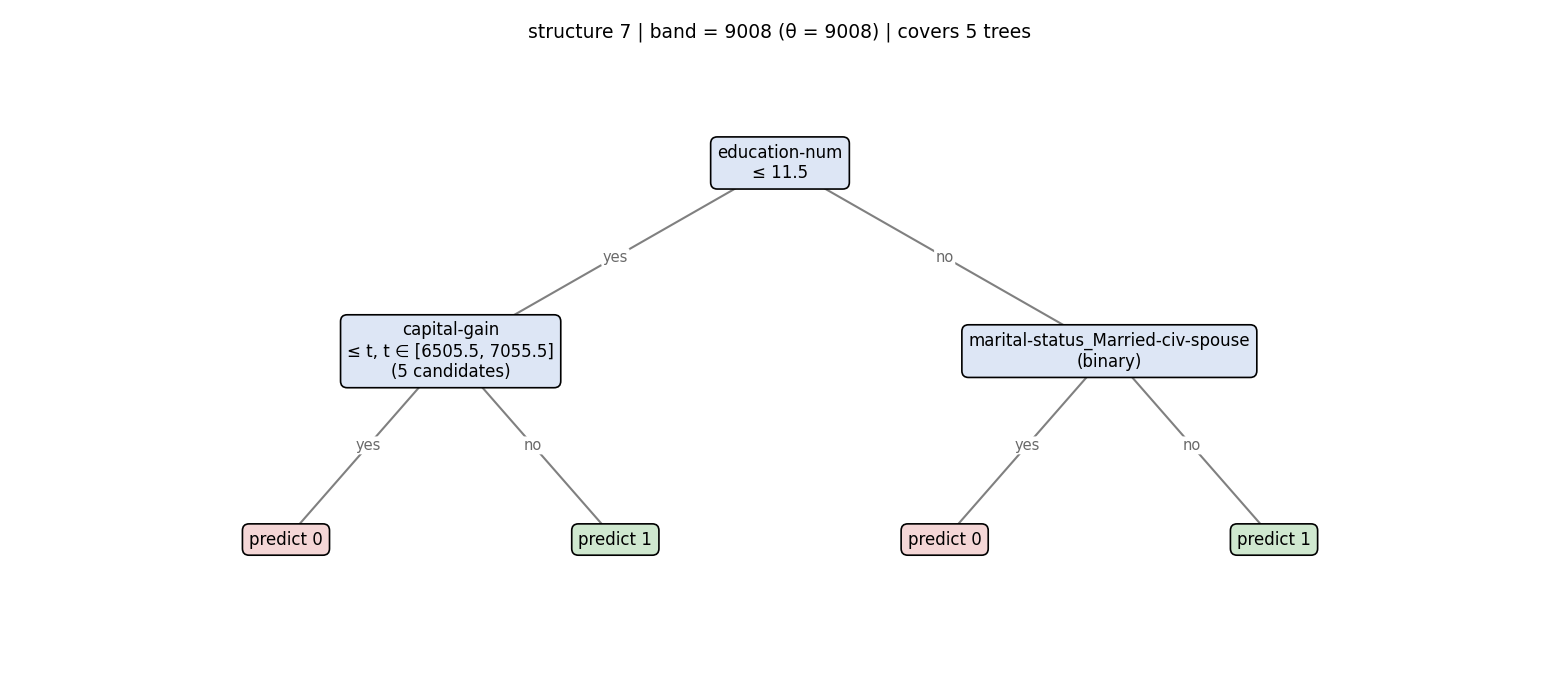 structure 7 | band = 9008 (θ = 9008) | covers 5 trees
education-num
≤ 11.5
yes
no
capital-gain
≤ t, t ∈ [6505.5, 7055.5]
(5 candidates)
marital-status_Married-civ-spouse
(binary)
yes
no
yes
no
predict 0
predict 1
predict 0
predict 1